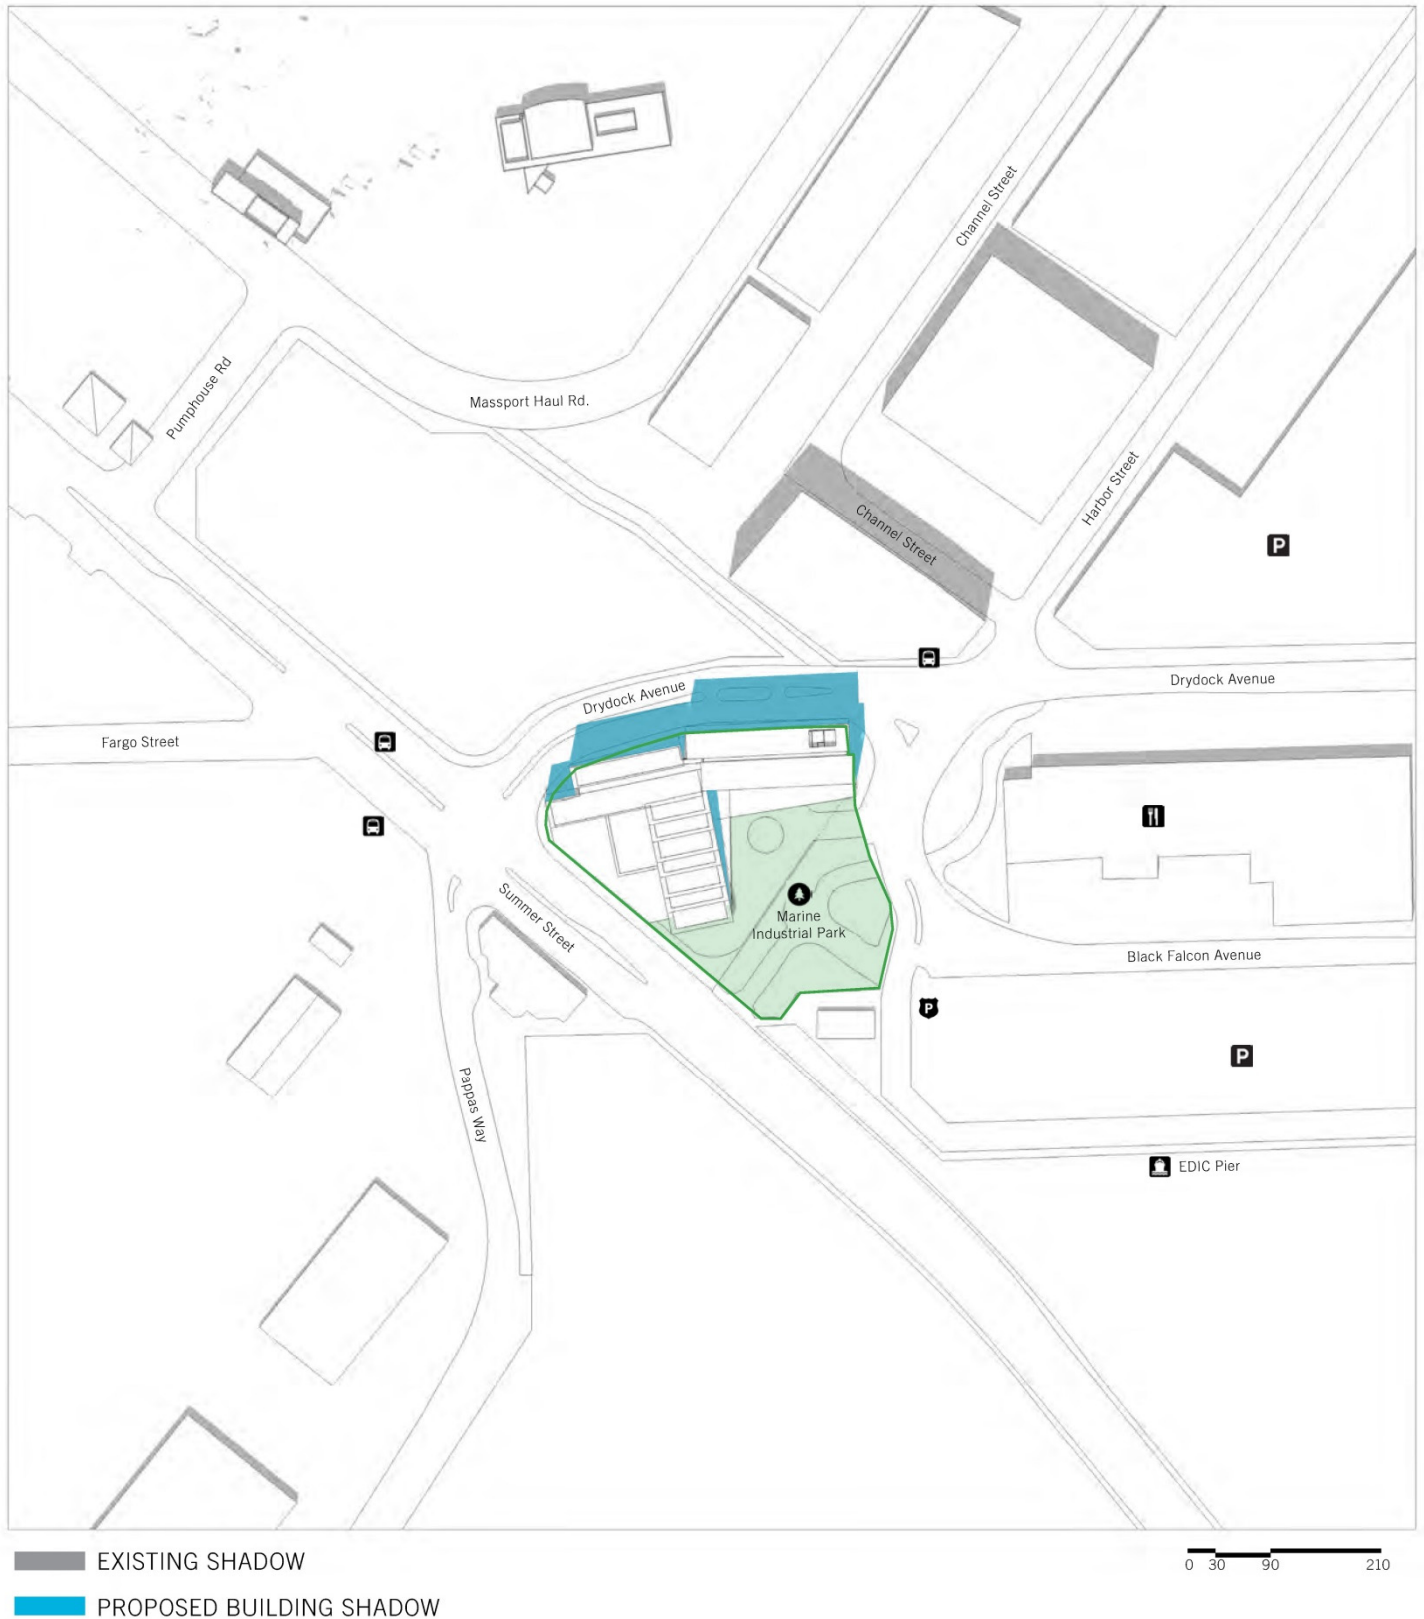 Channel Street
Pumphouse Rd
Massport Haul Rd.
Harbor Street
Channel Street
P
Drydock Avenue
Drydock Avenue
Fargo Street
Summer Street
Marine
Industrial Park
Black Falcon Avenue
P
P
Pappas Way
EDIC Pier
EXISTING SHADOW
0 30 90 210
PROPOSED BUILDING SHADOW